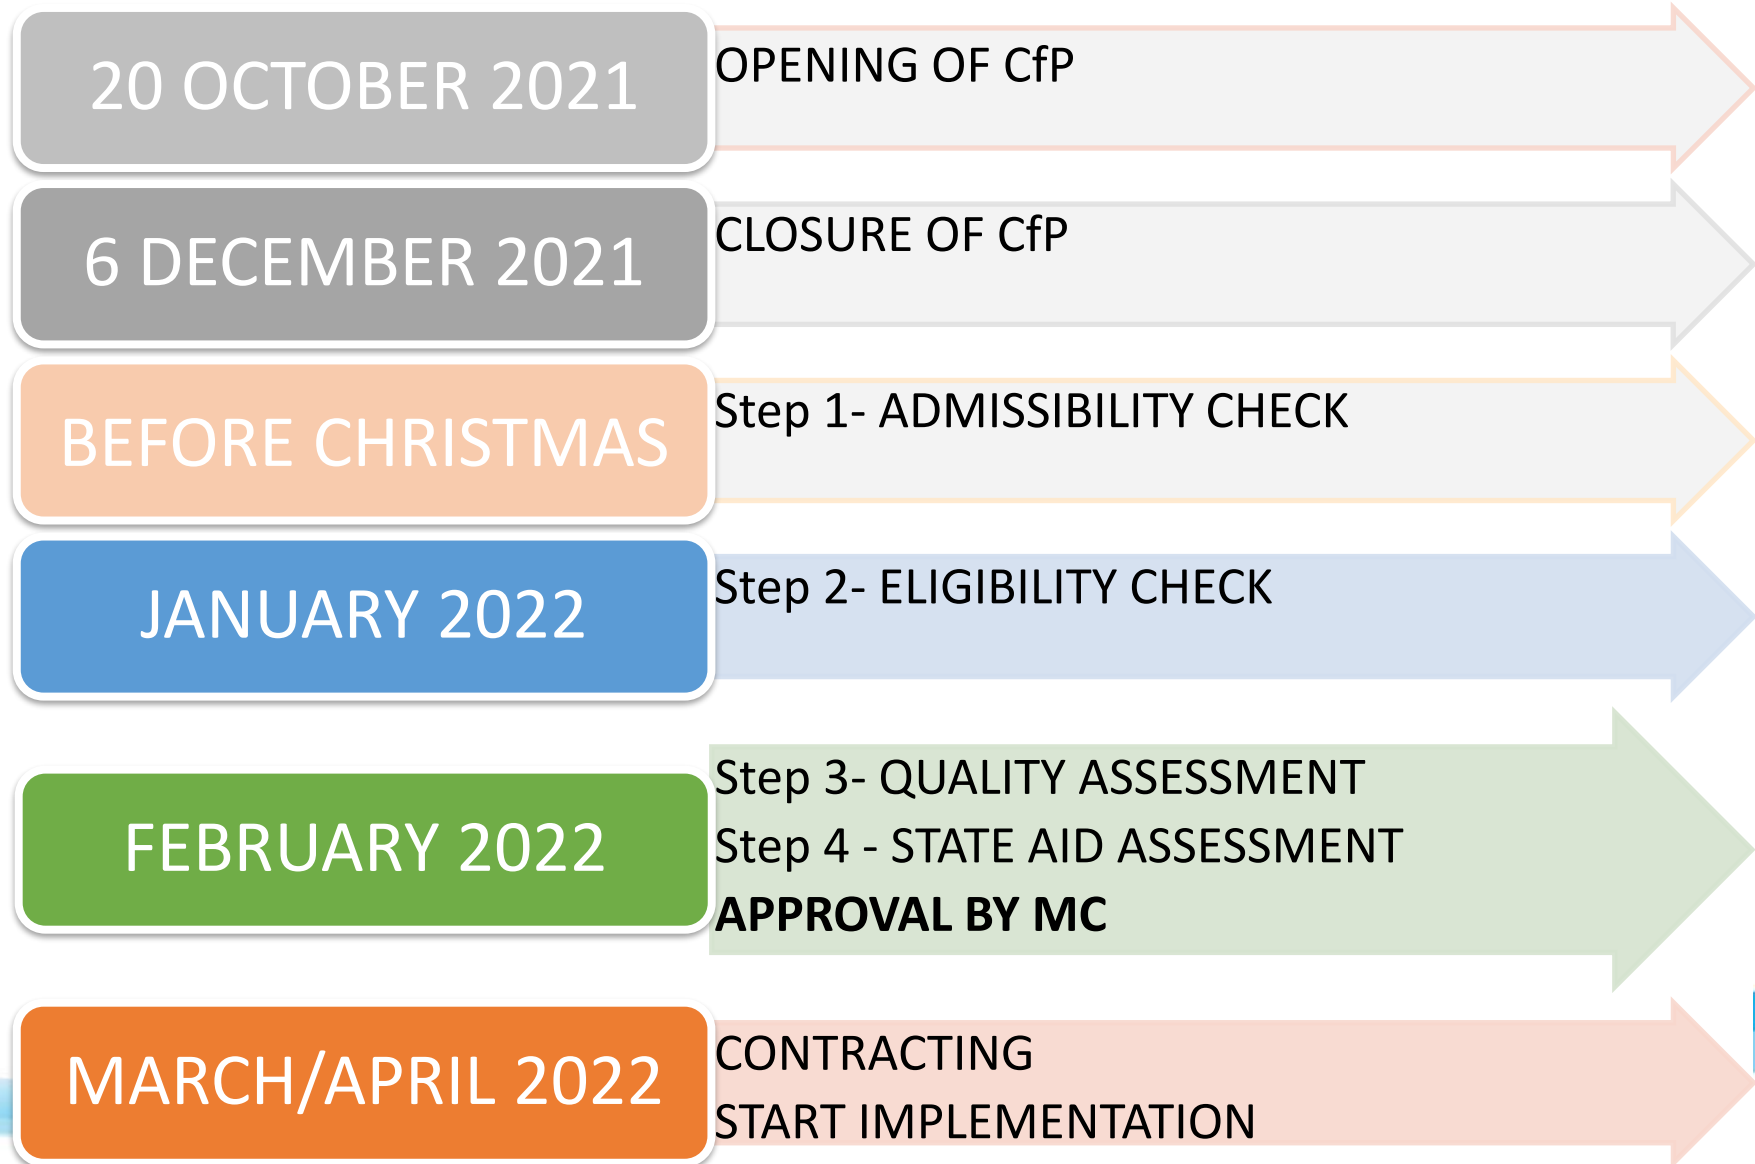 20 OCTOBER 2021
OPENING OF CfP
6 DECEMBER 2021
CLOSURE OF CfP
BEFORE CHRISTMAS
Step 1- ADMISSIBILITY CHECK
JANUARY 2022
Step 2- ELIGIBILITY CHECK
FEBRUARY 2022
Step 3- QUALITY ASSESSMENT
Step 4 - STATE AID ASSESSMENT
APPROVAL BY MC
MARCH/APRIL 2022
CONTRACTING
START IMPLEMENTATION